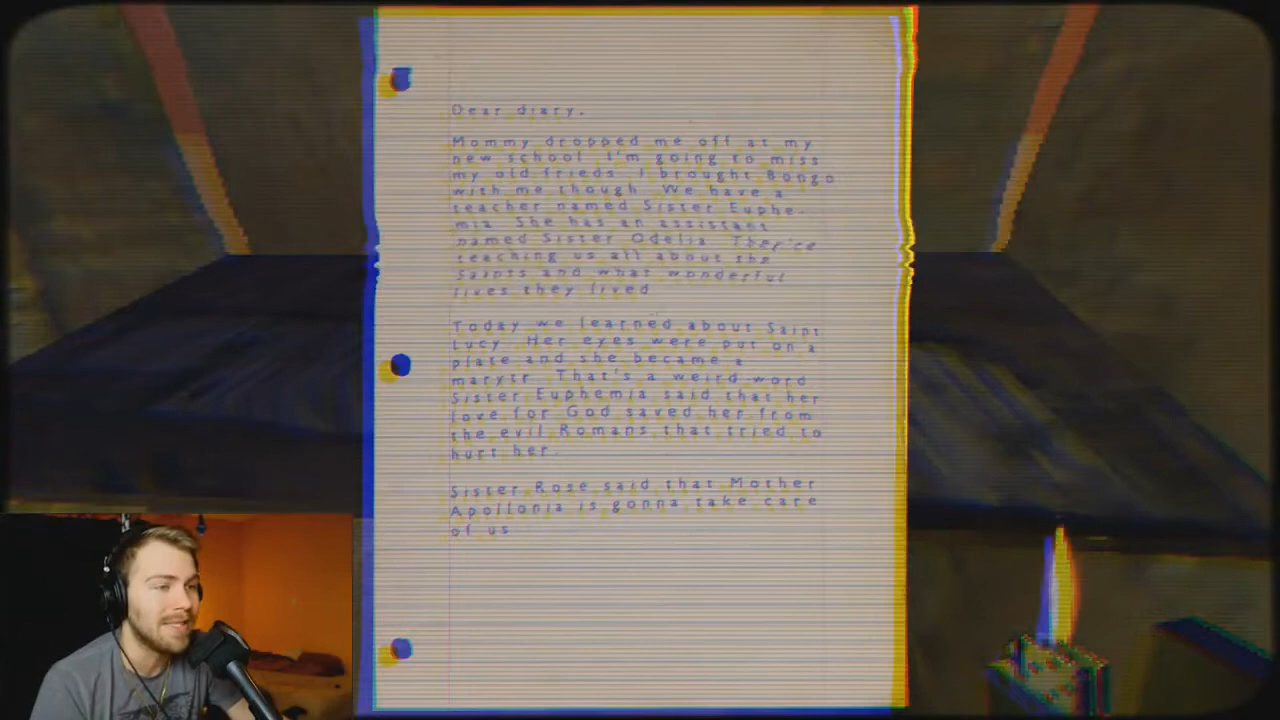 Dear diary,
Mommy dropped me off at my
new school. I'm going to miss
my old frieds. I brought Bongo
with me though. We have a
teacher named Sister Euphe-
mia. She has an assistant
named Sister Odelia. They're
teaching us all about the
Saints and what wonderful
lives they lived.
Today we learned about Saint
Lucy. Her eyes were put on a
plate and she became a
marytr. That's a weird word.
Sister Euphemia said that her
love for God saved her from
the evil Romans that tried to
hurt her.
Sister Rose said that Mother
Apollonia is gonna take care
of us